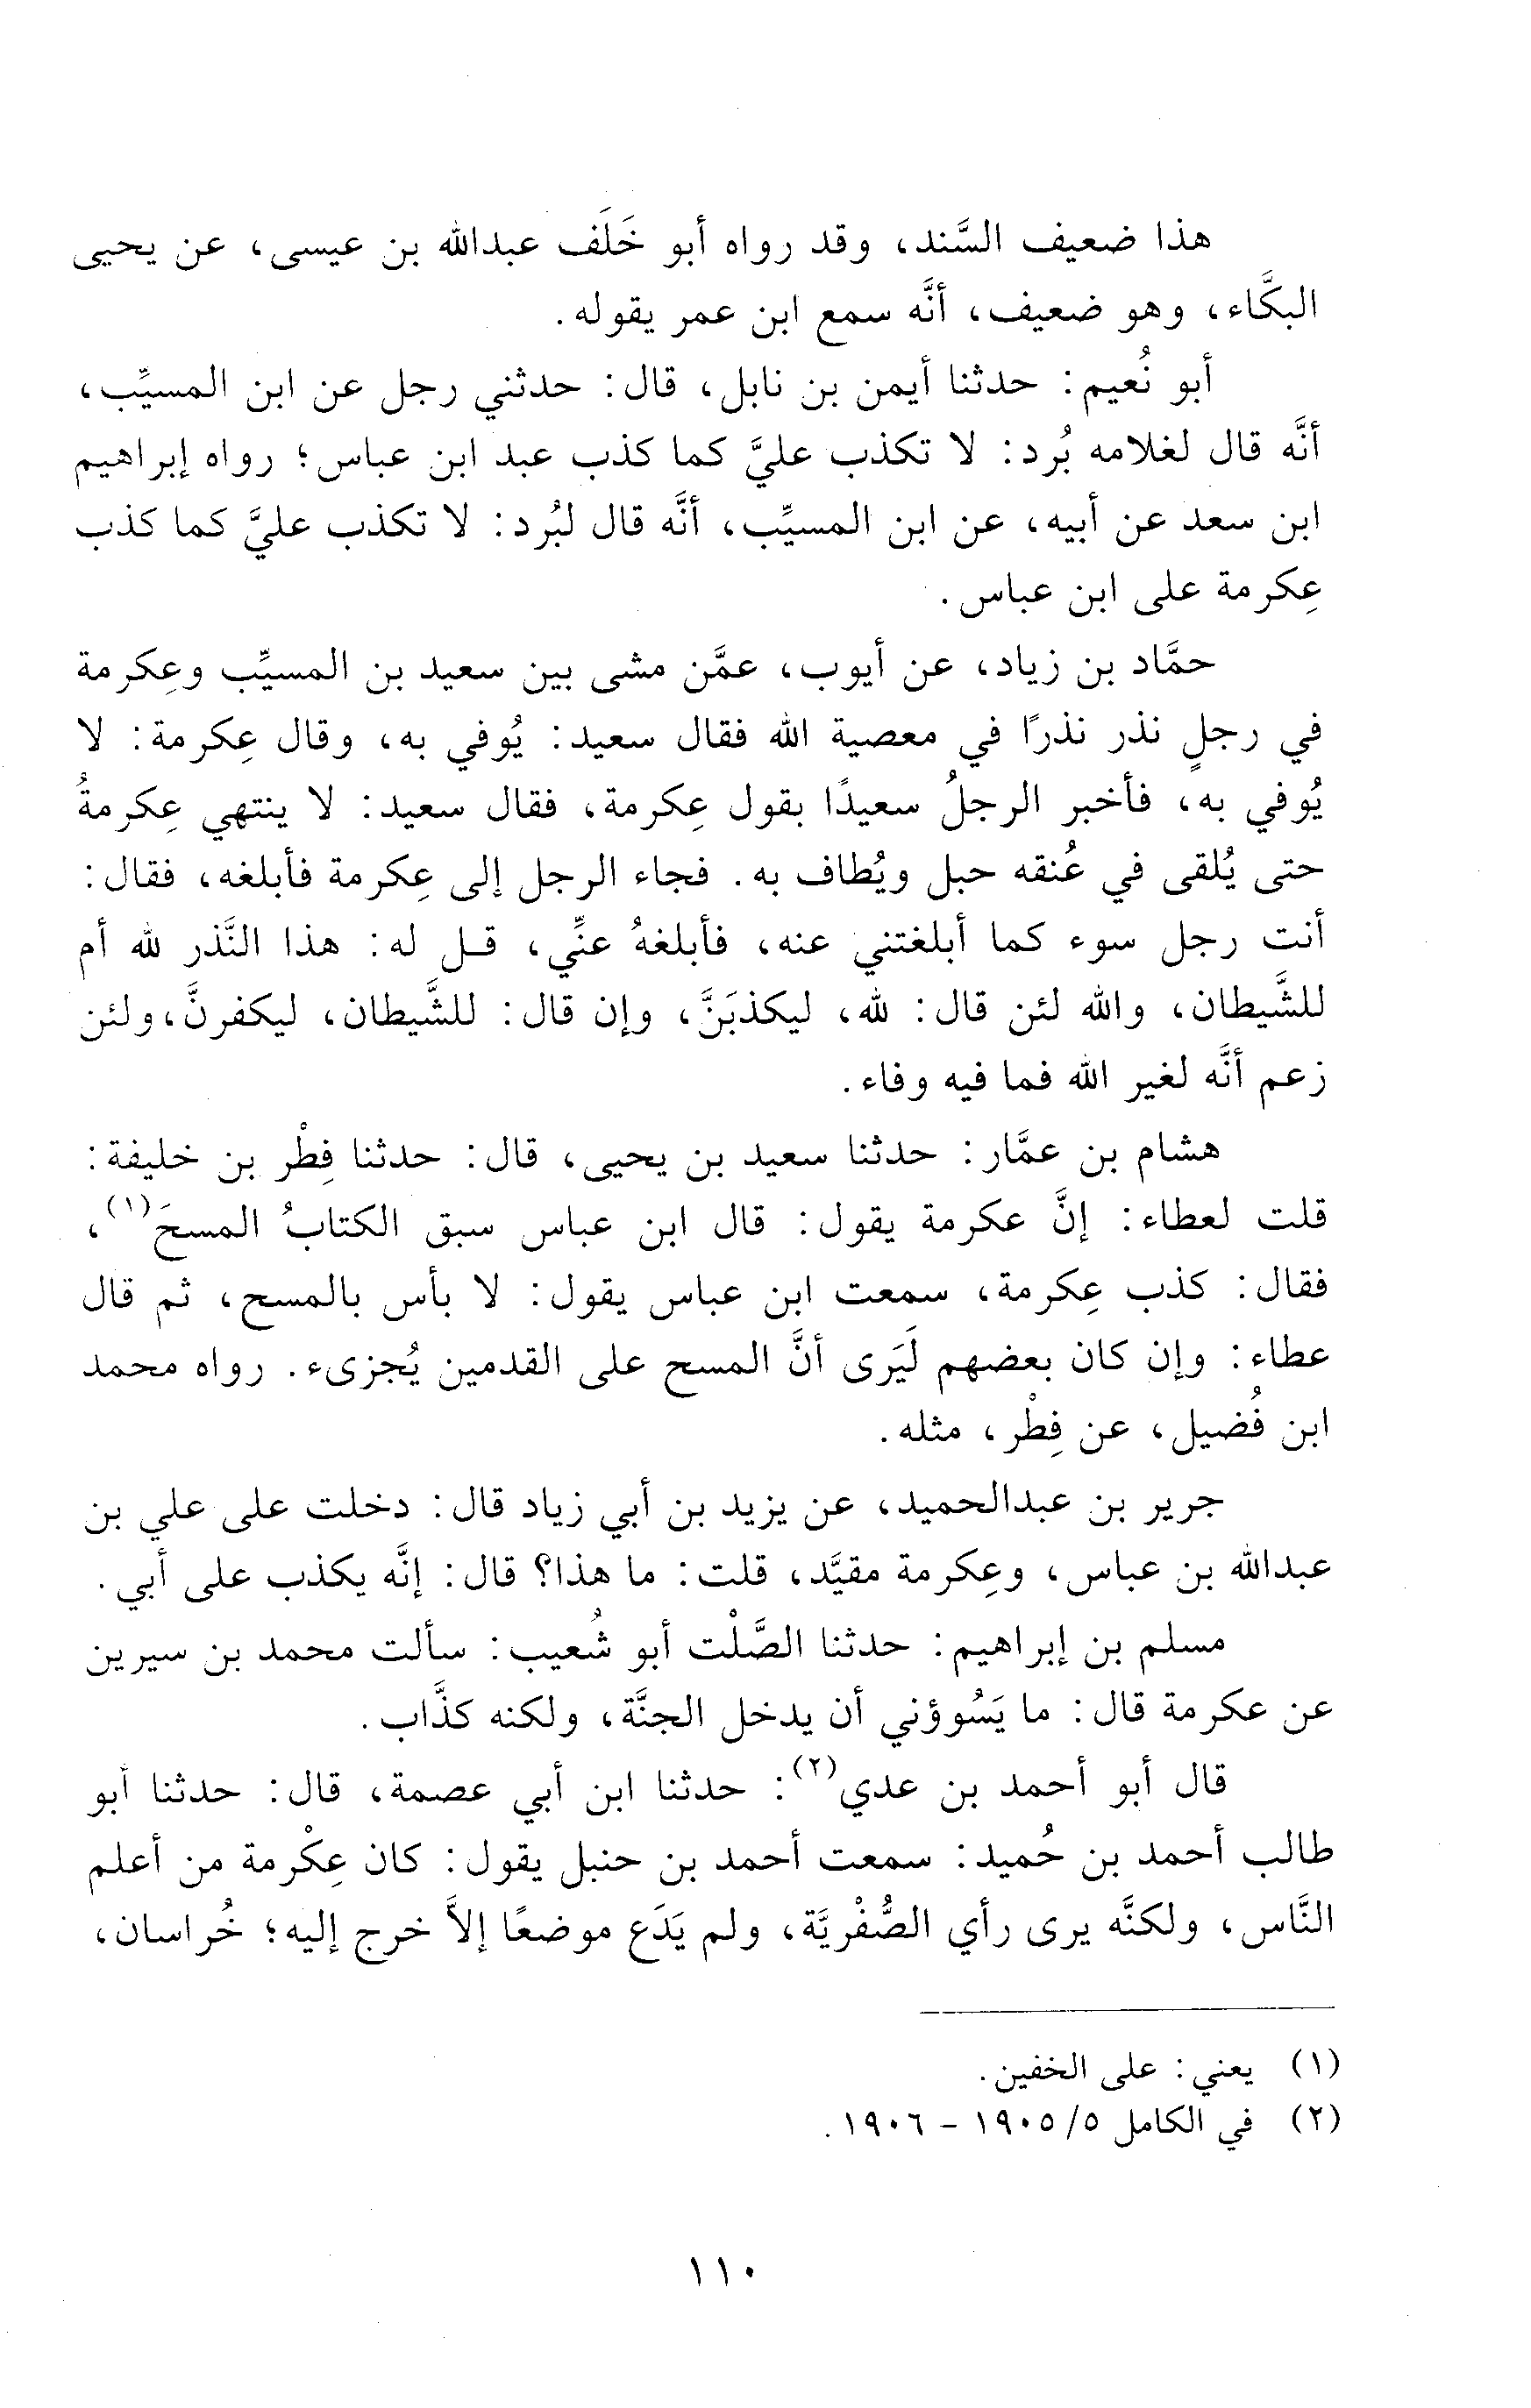 هذا ضعيف السَّند، وقد رواه أبو خَلَف عبدالله بن عيسى، عن يحيى
البكَّاء، وهو ضعيف، أنَّه سمع ابن عمر يقوله.
أبو نُعيم: حدثنا أيمن بن نابل، قال: حدثني رجل عن ابن المسيِّب،
أنَّه قال لغلامه بُرد: لا تكذب عليَّ كما كذب عبد ابن عباس؛ رواه إبراهيم
ابن سعد عن أبيه، عن ابن المسيِّب، أنَّه قال لبُرد: لا تكذب عليَّ كما كذب
عِكرمة على ابن عباس.
حمَّاد بن زياد، عن أيوب، عمَّن مشى بين سعيد بن المسيِّب وعِكرمة
في رجلٍ نذر نذرًا في معصية الله فقال سعيد: يُوفي به، وقال عِكرمة: لا
يُوفي به، فأخبر الرجلُ سعيدًا بقول عِكرمة، فقال سعيد: لا ينتهي عِكرمةُ
حتى يُلقى في عُنقه حبل ويُطاف به. فجاء الرجل إلى عِكرمة فأبلغه، فقال:
أنت رجل سوء كما أبلغتني عنه، فأبلغهُ عنِّي، قل له: هذا النَّذر لله أم
للشَّيطان، والله لئن قال: لله، ليكذبَنَّ، وإن قال: للشَّيطان، ليكفرنَّ، ولئن
زعم أنَّه لغير الله فما فيه وفاء.
هشام بن عمَّار: حدثنا سعيد بن يحيى، قال: حدثنا فِطْر بن خليفة:
قلت لعطاء: إنَّ عكرمة يقول: قال ابن عباس سبق الكتابُ المسحَ(١)،
فقال: كذب عِكرمة، سمعت ابن عباس يقول: لا بأس بالمسح، ثم قال
عطاء: وإن كان بعضهم لَيَرى أنَّ المسح على القدمين يُجزىء. رواه محمد
ابن فُضيل، عن فِطْر، مثله.
جرير بن عبدالحميد، عن يزيد بن أبي زياد قال: دخلت على علي بن
عبدالله بن عباس، وعِكرمة مقيَّد، قلت: ما هذا؟ قال: إنَّه يكذب على أبي.
مسلم بن إبراهيم: حدثنا الصَّلْت أبو شُعيب: سألت محمد بن سيرين
عن عكرمة قال: ما يَسُوؤني أن يدخل الجنَّة، ولكنه كذَّاب.
قال أبو أحمد بن عدي(٢): حدثنا ابن أبي عصمة، قال: حدثنا أبو
طالب أحمد بن حُميد: سمعت أحمد بن حنبل يقول: كان عِكْرمة من أعلم
النَّاس، ولكنَّه يرى رأي الصُّفْريَّة، ولم يَدَع موضعًا إلاَّ خرج إليه؛ خُراسان،
(١) يعني: على الخفين.
(٢) في الكامل ٥/ ١٩٠٥ - ١٩٠٦.
١١٠